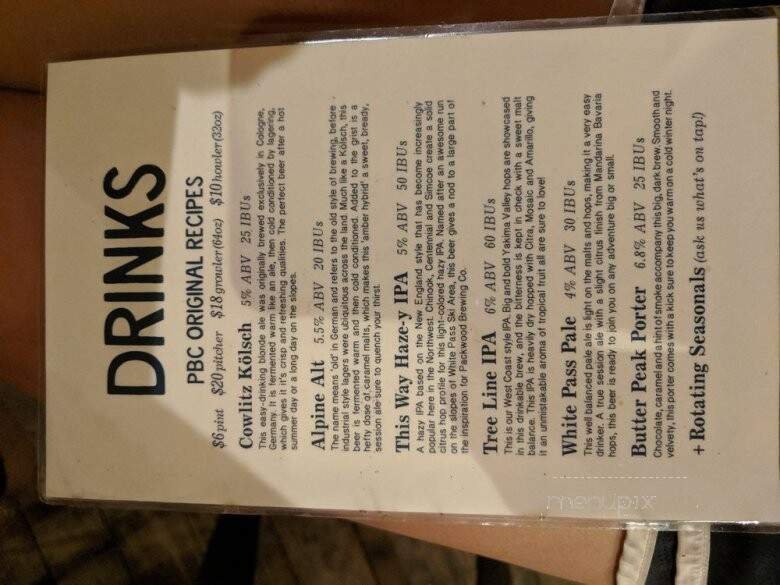 DRINKS
PBC ORIGINAL RECIPES
$6 pint $20 pitcher $18 growler (64oz) $10 howler (32oz)
Cowlitz Kölsch 5% ABV 25 IBUs
This easy-drinking blonde ale was originally brewed exclusively in Cologne,
Germany. It is fermented warm like an ale, then cold conditioned by lagering,
which gives it it's crisp and refreshing qualities. The perfect beer after a hot
summer day or a long day on the slopes.
Alpine Alt 5.5% ABV 20 IBUs
The name means 'old' in German and refers to the old style of brewing, before
industrial style lagers were ubiquitous across the land. Much like a Kölsch, this
beer is fermented warm and then cold conditioned. Added to the grist is a
hefty dose of caramel malts, which makes this 'amber hybrid' a sweet, bready,
session ale sure to quench your thirst.
This Way Haze-y IPA 5% ABV 50 IBUs
A hazy IPA based on the New England style that has become increasingly
popular here in the Northwest. Chinook, Centennial and Simcoe create a solid
citrus hop profile for this light-colored hazy IPA. Named after an awesome run
on the slopes of White Pass Ski Area, this beer gives a nod to a large part of
the inspiration for Packwood Brewing Co.
Tree Line IPA 6% ABV 60 IBUs
This is our West Coast style IPA. Big and bold Yakima Valley hops are showcased
in this drinkable brew, and the bitterness is kept in check with a sweet malt
balance. This IPA is heavily dry hopped with Citra, Mosaic and Amarillo, giving
it an unmistakable aroma of tropical fruit all are sure to love!
White Pass Pale 4% ABV 30 IBUs
This well balanced pale ale is light on the malts and hops, making it a very easy
drinker. A true session ale with a slight citrus finish from Mandarina Bavaria
hops, this beer is ready to join you on any adventure big or small.
Butter Peak Porter 6.8% ABV 25 IBUs
Chocolate, caramel and a hint of smoke accompany this big, dark brew. Smooth and
velvety, this porter comes with a kick sure to keep you warm on a cold winter night.
+ Rotating Seasonals (ask us what's on tap!)
menupix